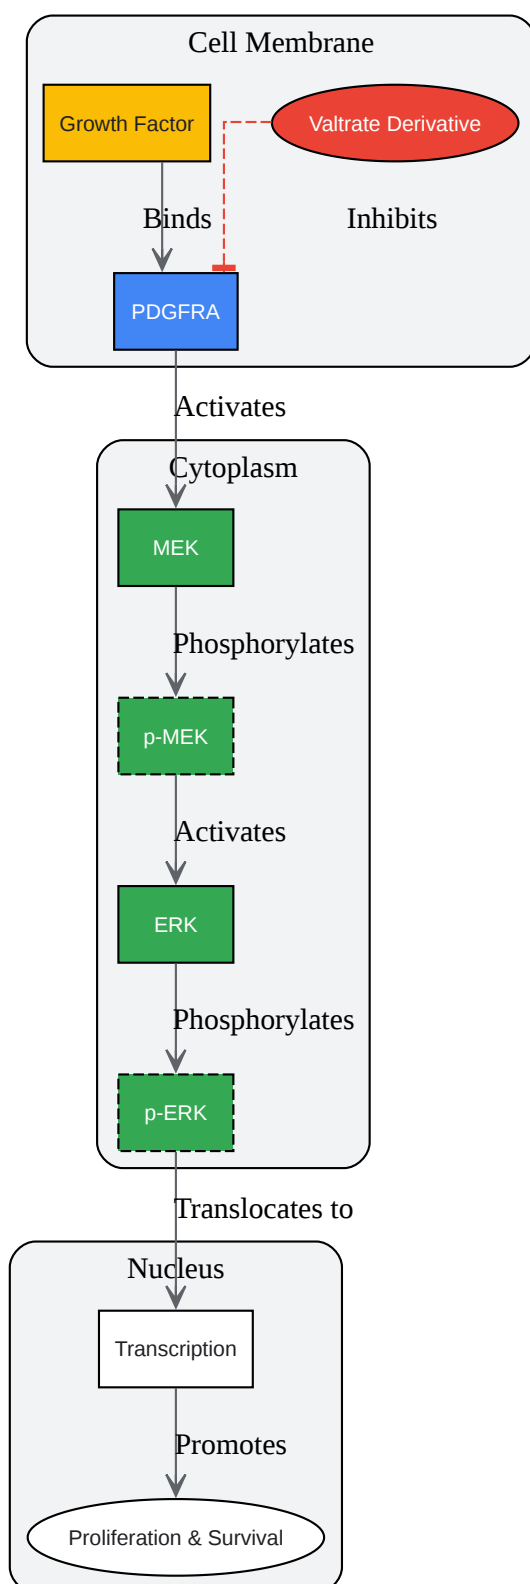 Cell Membrane
Growth Factor
Valtrate Derivative
Binds
Inhibits
PDGFRA
Activates
Cytoplasm
MEK
Phosphorylates
p-MEK
Activates
ERK
Phosphorylates
p-ERK
Translocates to
Nucleus
Transcription
Promotes
Proliferation & Survival